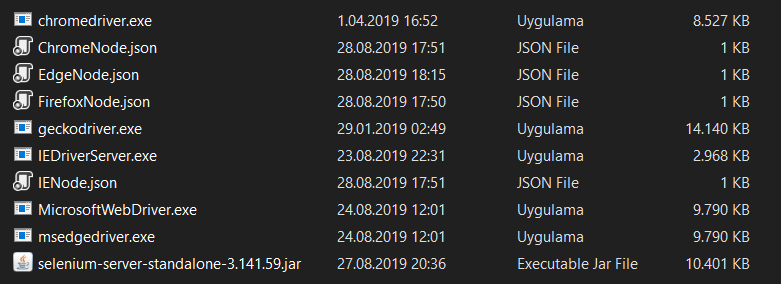 chromedriver.exe 1.04.2019 16:52 Uygulama 8.527 KB
ChromeNode.json 28.08.2019 17:51 JSON File 1 KB
EdgeNode.json 28.08.2019 18:15 JSON File 1 KB
FirefoxNode.json 28.08.2019 17:50 JSON File 1 KB
geckodriver.exe 29.01.2019 02:49 Uygulama 14.140 KB
IEDriverServer.exe 23.08.2019 22:31 Uygulama 2.968 KB
IENode.json 28.08.2019 17:51 JSON File 1 KB
MicrosoftWebDriver.exe 24.08.2019 12:01 Uygulama 9.790 KB
msedgedriver.exe 24.08.2019 12:01 Uygulama 9.790 KB
selenium-server-standalone-3.141.59.jar 27.08.2019 20:36 Executable Jar File 10.401 KB